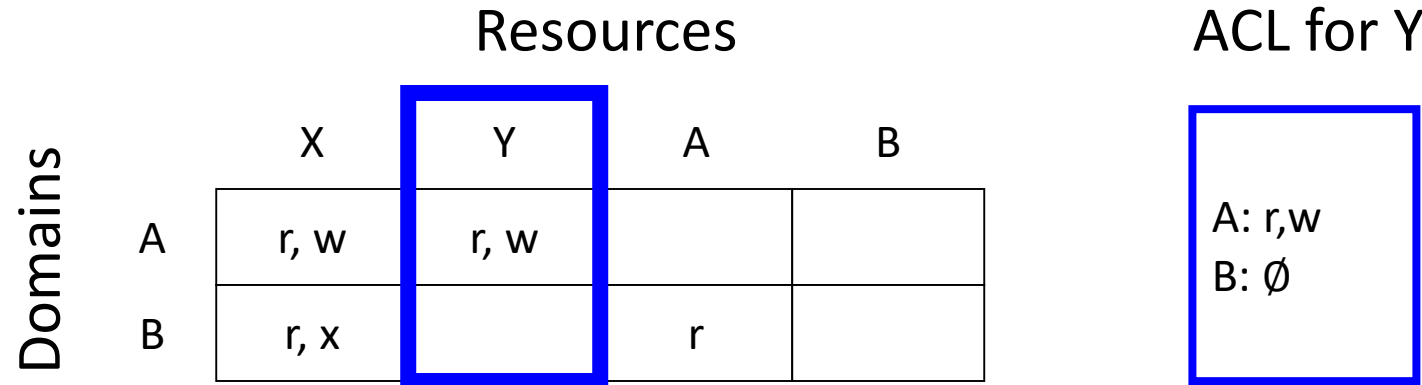 Resources
ACL for Y
Domains
X Y A B
A r, w r, w
B r, x r
A: r,w
B: Ø